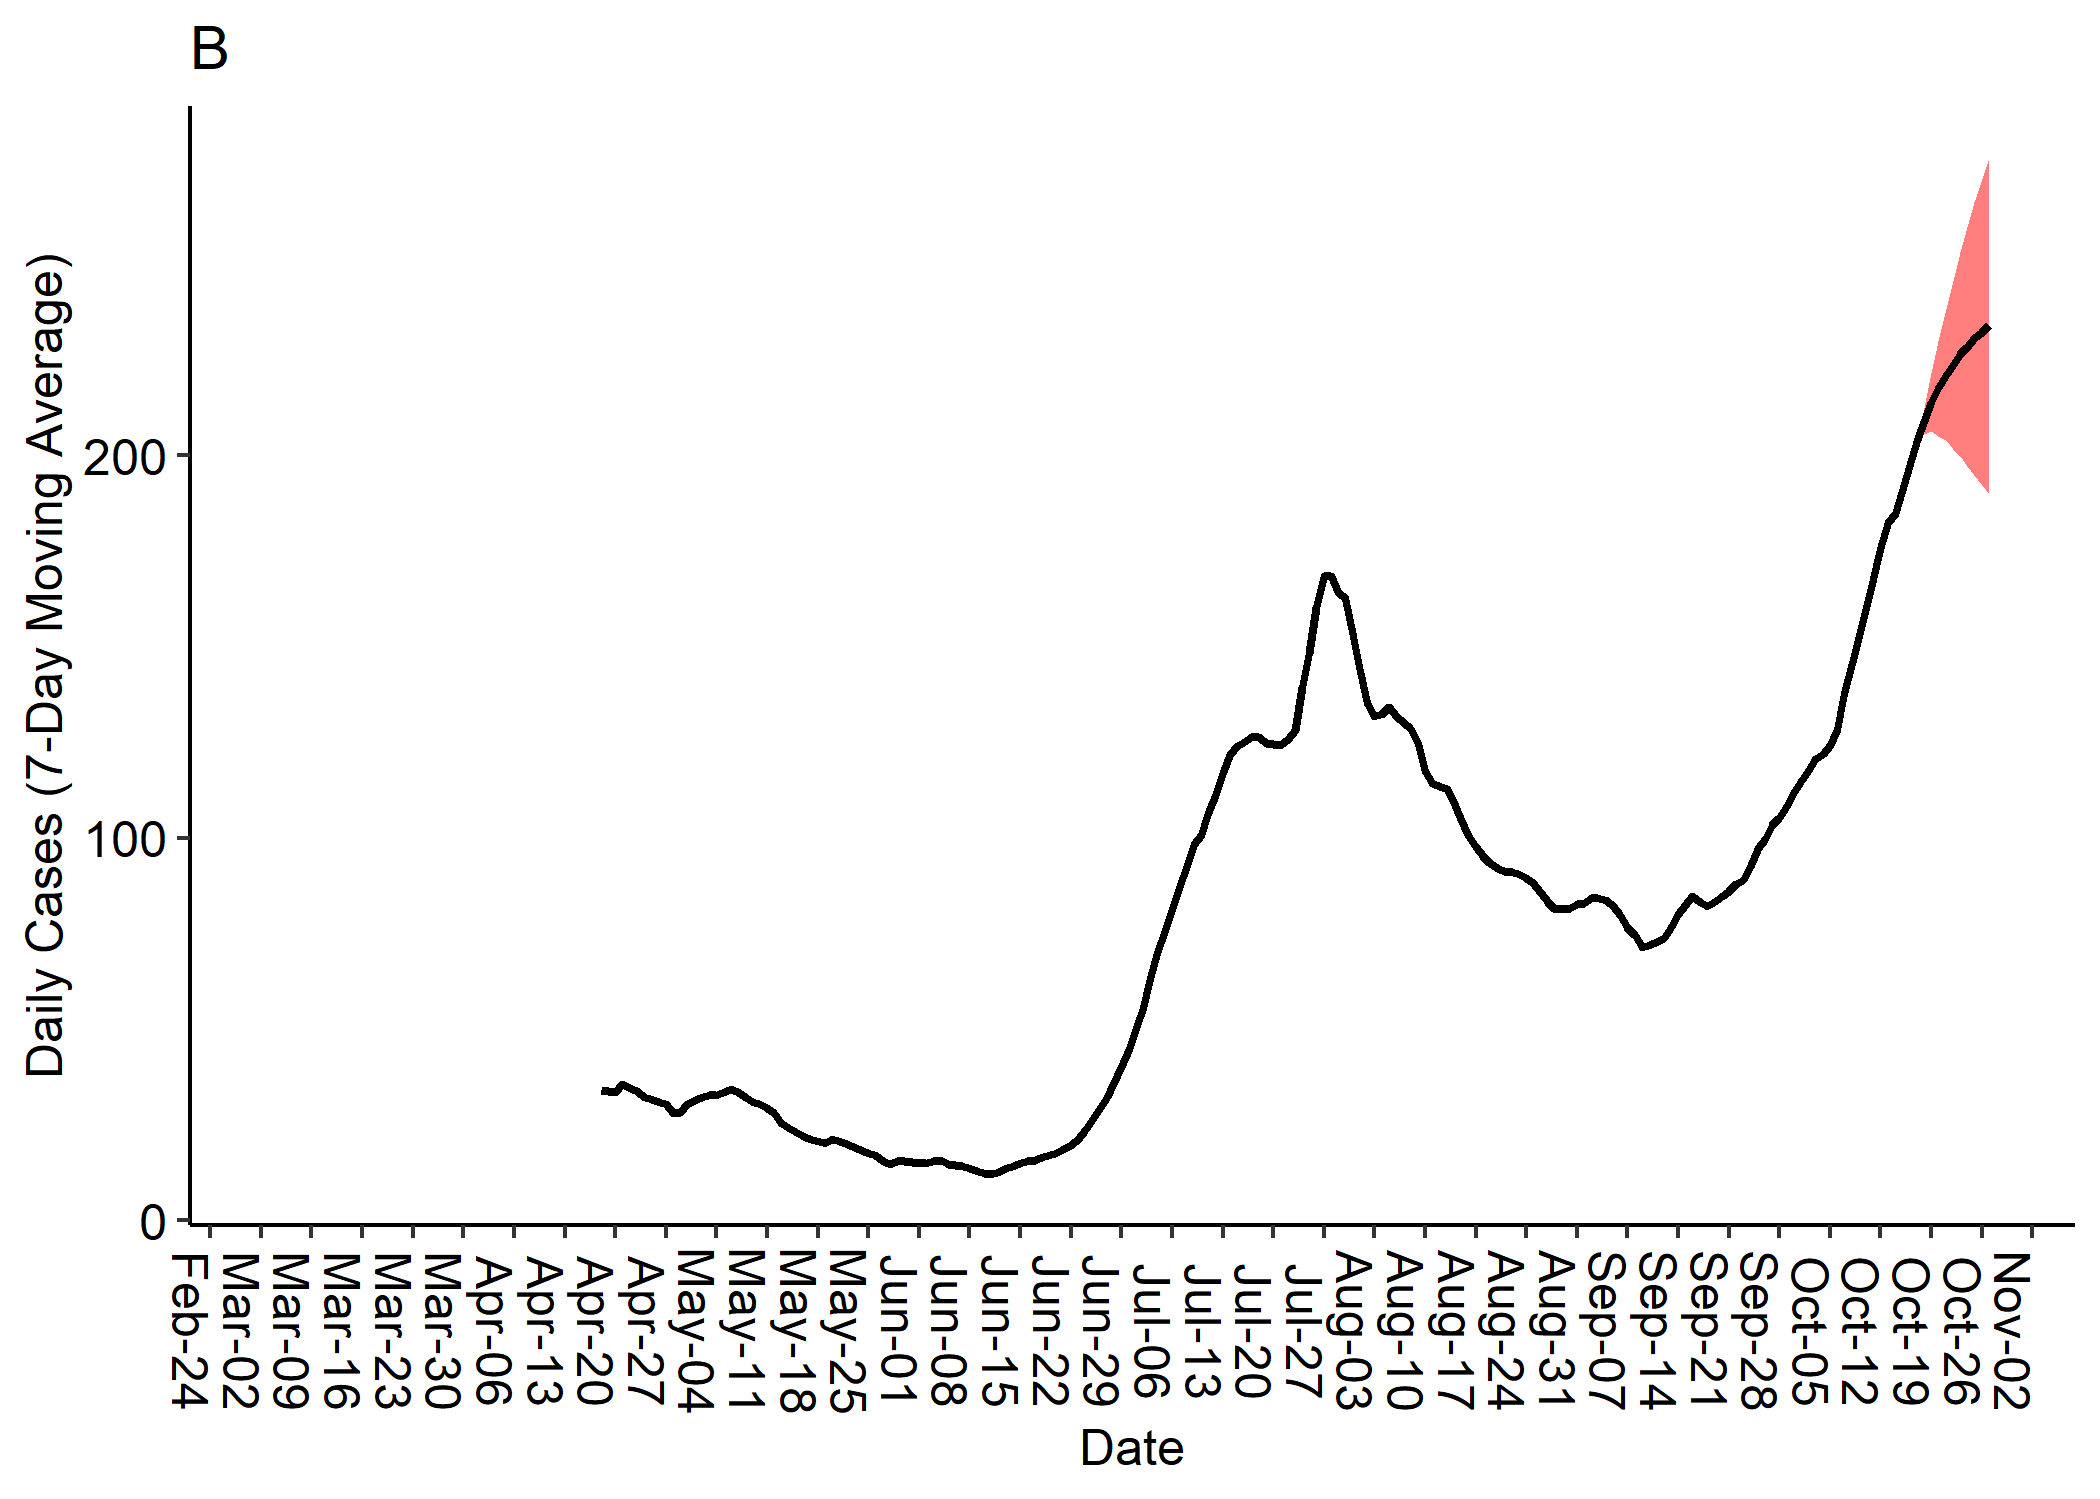 B
Daily Cases (7-Day Moving Average)
200
100
0
Feb-24
Mar-02
Mar-09
Mar-16
Mar-23
Mar-30
Apr-06
Apr-13
Apr-20
Apr-27
May-04
May-11
May-18
May-25
Jun-01
Jun-08
Jun-15
Jun-22
Jun-29
Jul-06
Jul-13
Jul-20
Jul-27
Aug-03
Aug-10
Aug-17
Aug-24
Aug-31
Sep-07
Sep-14
Sep-21
Sep-28
Oct-05
Oct-12
Oct-19
Oct-26
Nov-02
Date